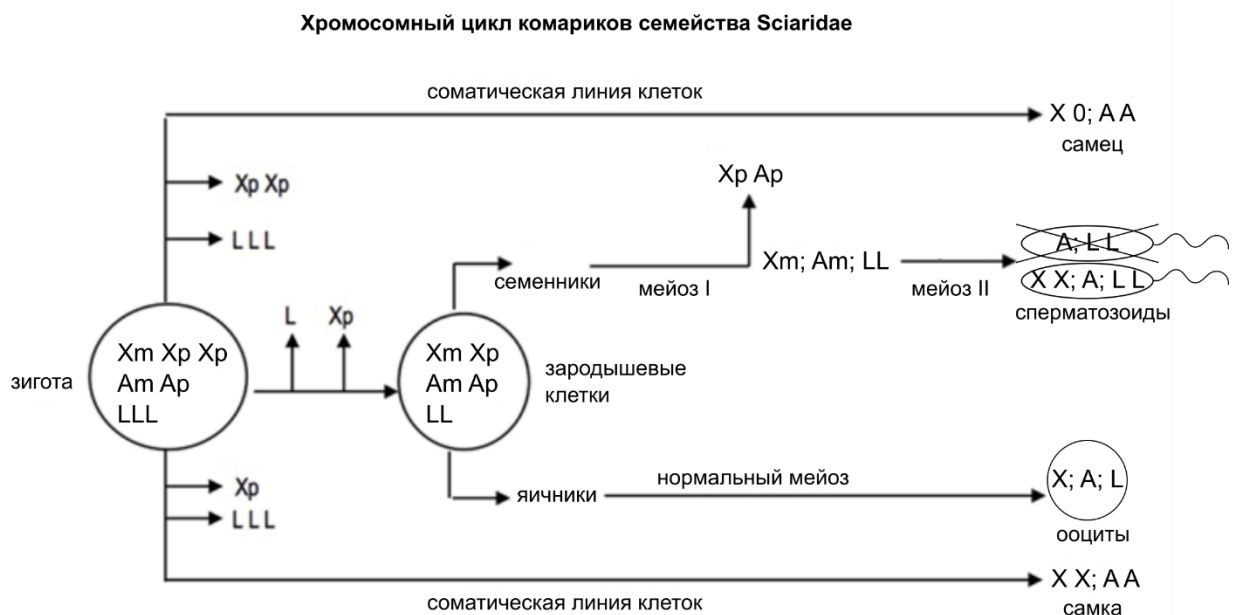 Хромосомный цикл комариков семейства Sciaridae
соматическая линия клеток
X 0; A A
самец
Xp Xp
L L L
Xp Ap
семенники
мейоз I
Xm; Am; LL
мейоз II
A; L L
X X; A; L L
сперматозоиды
зигота
Xm Xp Xp
Am Ap
LLL
L
Xp
Xm Xp
Am Ap
LL
зародышевые
клетки
Xp
L L L
яичники
нормальный мейоз
X; A; L
ооциты
соматическая линия клеток
X X; A A
самка